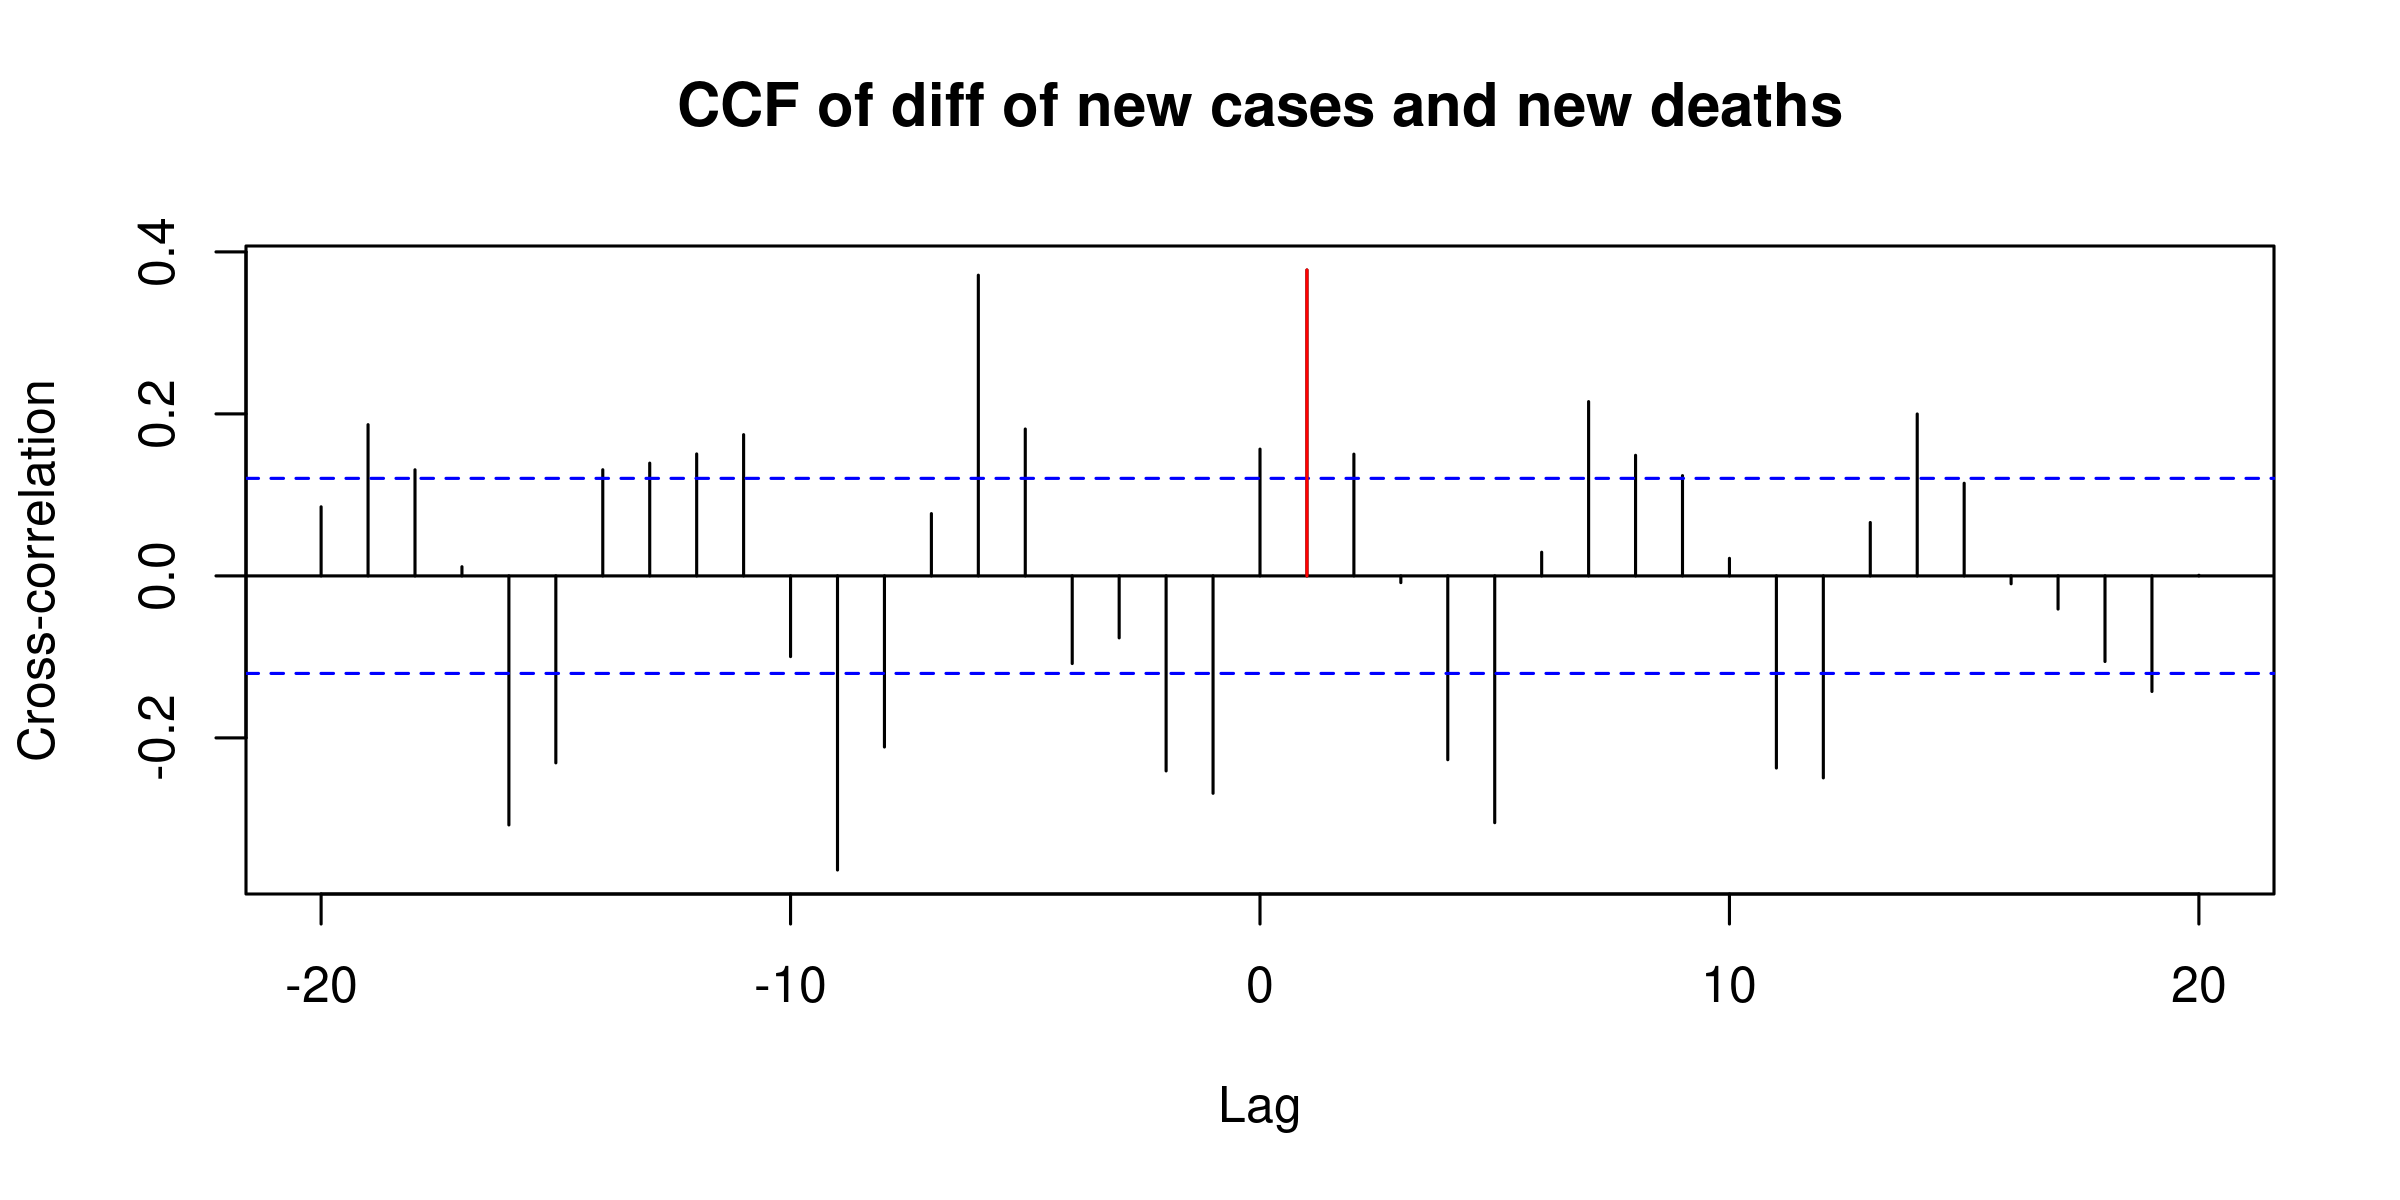 CCF of diff of new cases and new deaths
Cross-correlation
0.4
0.2
0.0
-0.2
-20 -10 0 10 20
Lag